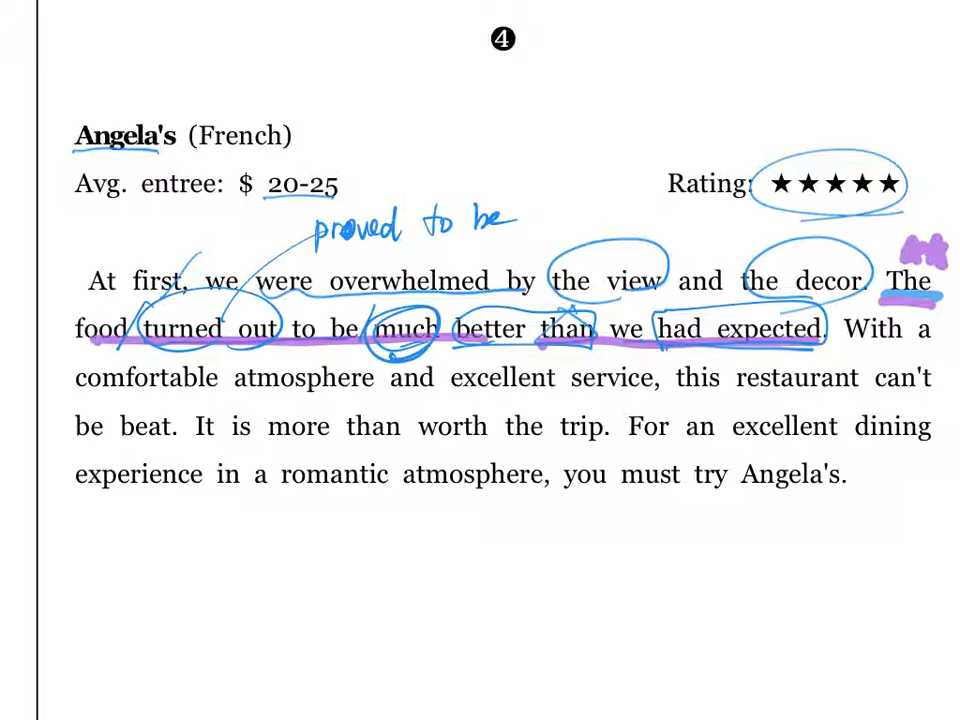 ❹
Angela's (French)
Avg. entree: $ 20-25 Rating: ★★★★★
proved to be
At first, we were overwhelmed by the view and the decor. The
food turned out to be much better than we had expected. With a
comfortable atmosphere and excellent service, this restaurant can't
be beat. It is more than worth the trip. For an excellent dining
experience in a romantic atmosphere, you must try Angela's.